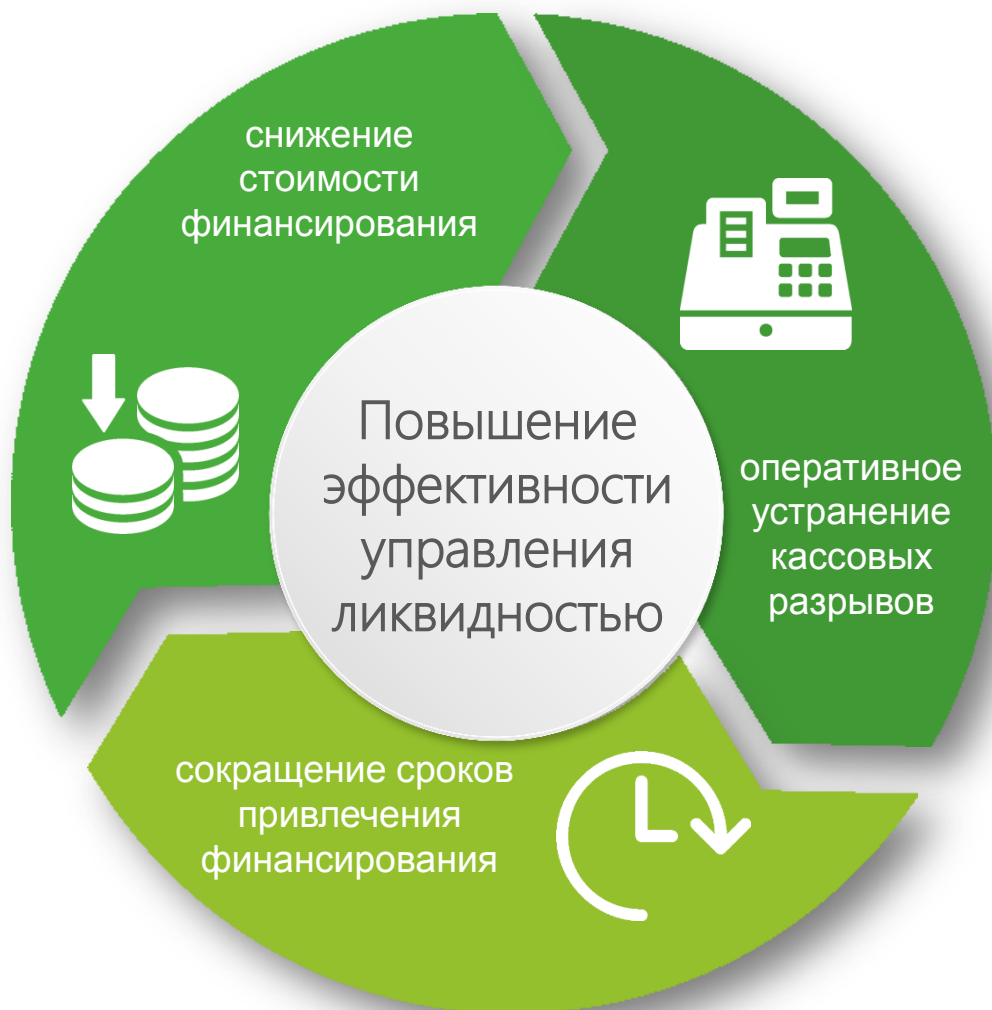 снижение
стоимости
финансирования
Повышение
эффективности
управления
ликвидностью
оперативное
устранение
кассовых
разрывов
сокращение сроков
привлечения
финансирования